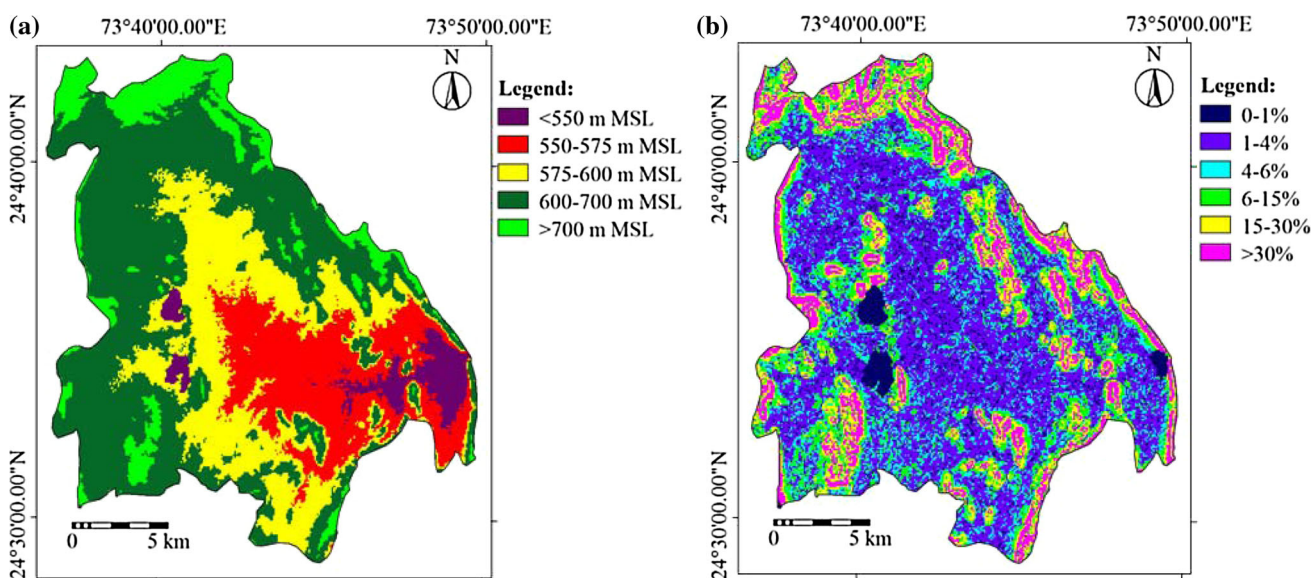 (a)
73°40'00.00"E
73°50'00.00"E
N
24°40'00.00"N
24°30'00.00"N
Legend:
<550 m MSL
550-575 m MSL
575-600 m MSL
600-700 m MSL
>700 m MSL
0 5 km
(b)
73°40'00.00"E
73°50'00.00"E
N
24°40'00.00"N
24°30'00.00"N
Legend:
0-1%
1-4%
4-6%
6-15%
15-30%
>30%
0 5 km